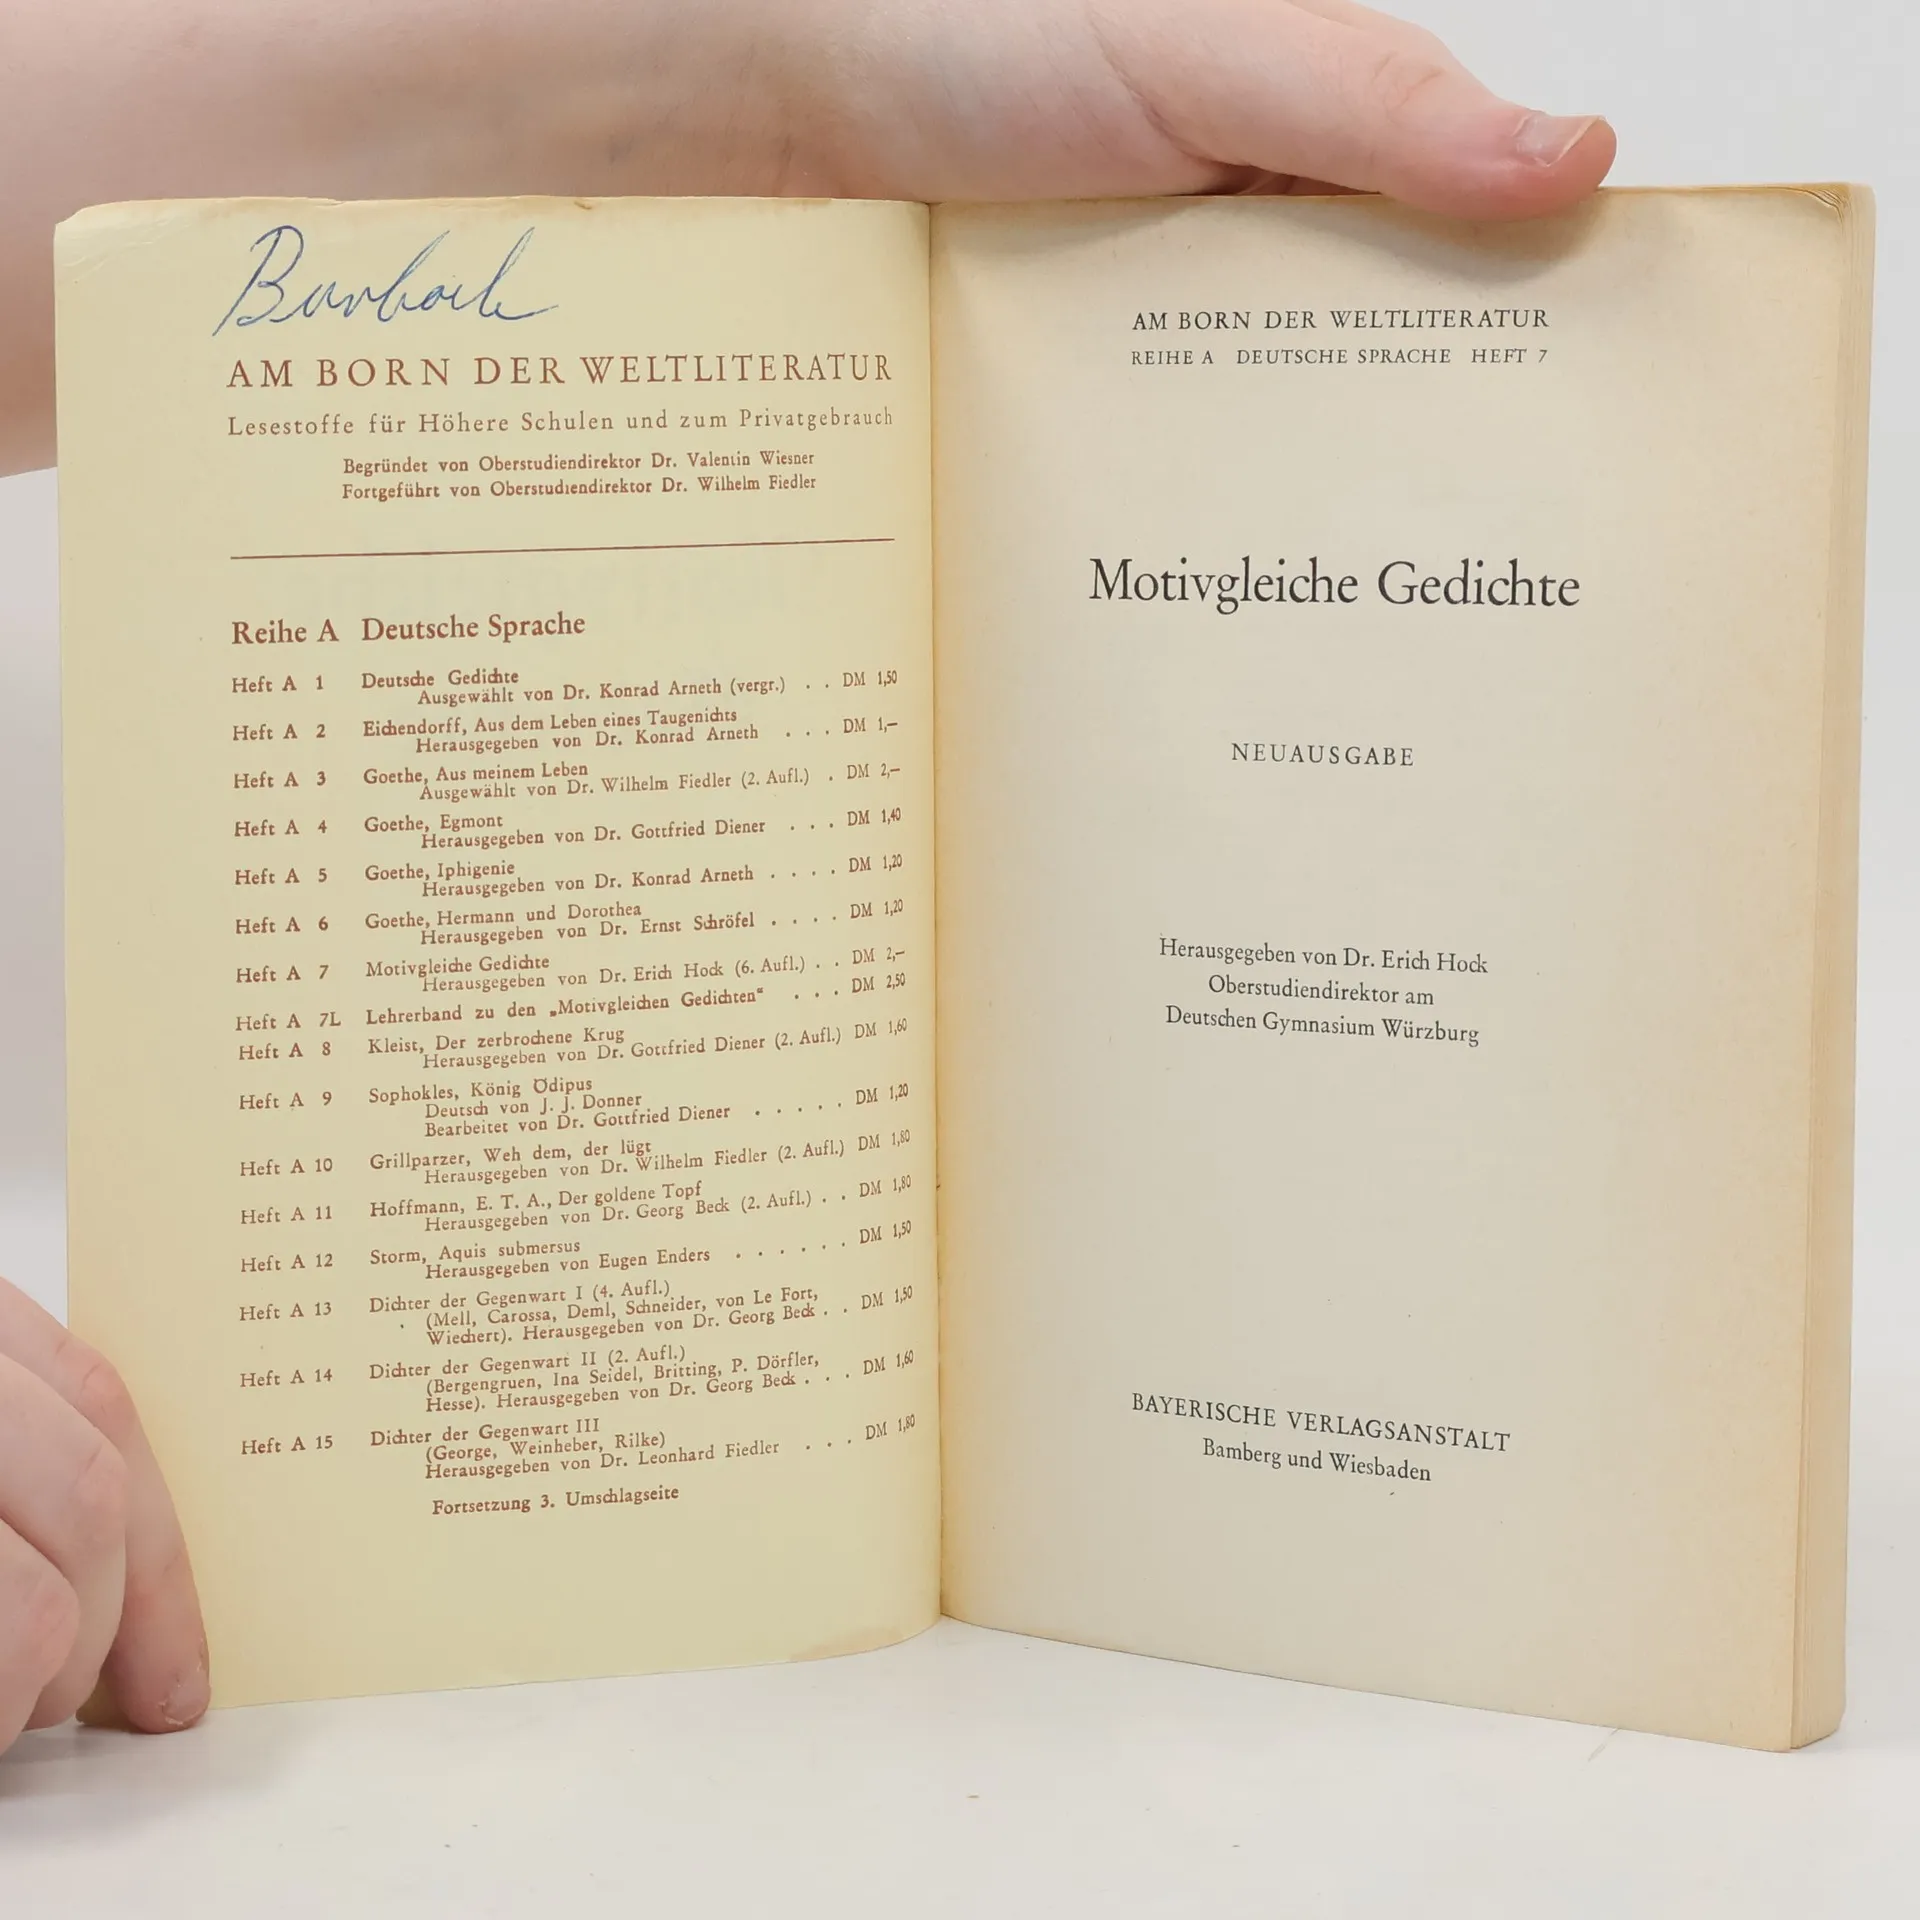 AM BORN DER WELTLITERATUR
Lesestoffe für Höhere Schulen und zum Privatgebrauch
Begründet von Oberstudiendirektor Dr. Valentin Wiesner
Fortgeführt von Oberstudiendirektor Dr. Wilhelm Fiedler
Reihe A Deutsche Sprache
Heft A 1 Deutsche Gedichte
Ausgewählt von Dr. Konrad Arneth (vergr.) . . DM 1,50
Heft A 2 Eichendorff, Aus dem Leben eines Taugenichts
Herausgegeben von Dr. Konrad Arneth . . . DM 1,—
Heft A 3 Goethe, Aus meinem Leben
Ausgewählt von Dr. Wilhelm Fiedler (2. Aufl.) . DM 2,—
Heft A 4 Goethe, Egmont
Herausgegeben von Dr. Gottfried Diener . . . DM 1,40
Heft A 5 Goethe, Iphigenie
Herausgegeben von Dr. Konrad Arneth . . . . DM 1,20
Heft A 6 Goethe, Hermann und Dorothea
Herausgegeben von Dr. Ernst Schröfel . . . . DM 1,20
Heft A 7 Motivgleiche Gedichte
Herausgegeben von Dr. Erich Hock (6. Aufl.) . . DM 2,—
Heft A 7L Lehrerband zu den „Motivgleichen Gedichten“ . . . DM 2,50
Heft A 8 Kleist, Der zerbrochene Krug
Herausgegeben von Dr. Gottfried Diener (2. Aufl.) DM 1,60
Heft A 9 Sophokles, König Ödipus
Deutsch von J. J. Donner
Bearbeitet von Dr. Gottfried Diener . . . . . DM 1,20
Heft A 10 Grillparzer, Weh dem, der lügt
Herausgegeben von Dr. Wilhelm Fiedler (2. Aufl.) DM 1,80
Heft A 11 Hoffmann, E. T. A., Der goldene Topf
Herausgegeben von Dr. Georg Beck (2. Aufl.) . . DM 1,80
Heft A 12 Storm, Aquis submersus
Herausgegeben von Eugen Enders . . . . . . DM 1,50
Heft A 13 Dichter der Gegenwart I (4. Aufl.)
(Mell, Carossa, Deml, Schneider, von Le Fort,
Wiechert). Herausgegeben von Dr. Georg Beck . . DM 1,50
Heft A 14 Dichter der Gegenwart II (2. Aufl.)
(Bergengruen, Ina Seidel, Britting, P. Dörfler,
Hesse). Herausgegeben von Dr. Georg Beck . . . DM 1,60
Heft A 15 Dichter der Gegenwart III
(George, Weinheber, Rilke)
Herausgegeben von Dr. Leonhard Fiedler . . . DM 1,80
Fortsetzung 3. Umschlagseite
AM BORN DER WELTLITERATUR
REIHE A DEUTSCHE SPRACHE HEFT 7
Motivgleiche Gedichte
NEUAUSGABE
Herausgegeben von Dr. Erich Hock
Oberstudiendirektor am
Deutschen Gymnasium Würzburg
BAYERISCHE VERLAGSANSTALT
Bamberg und Wiesbaden